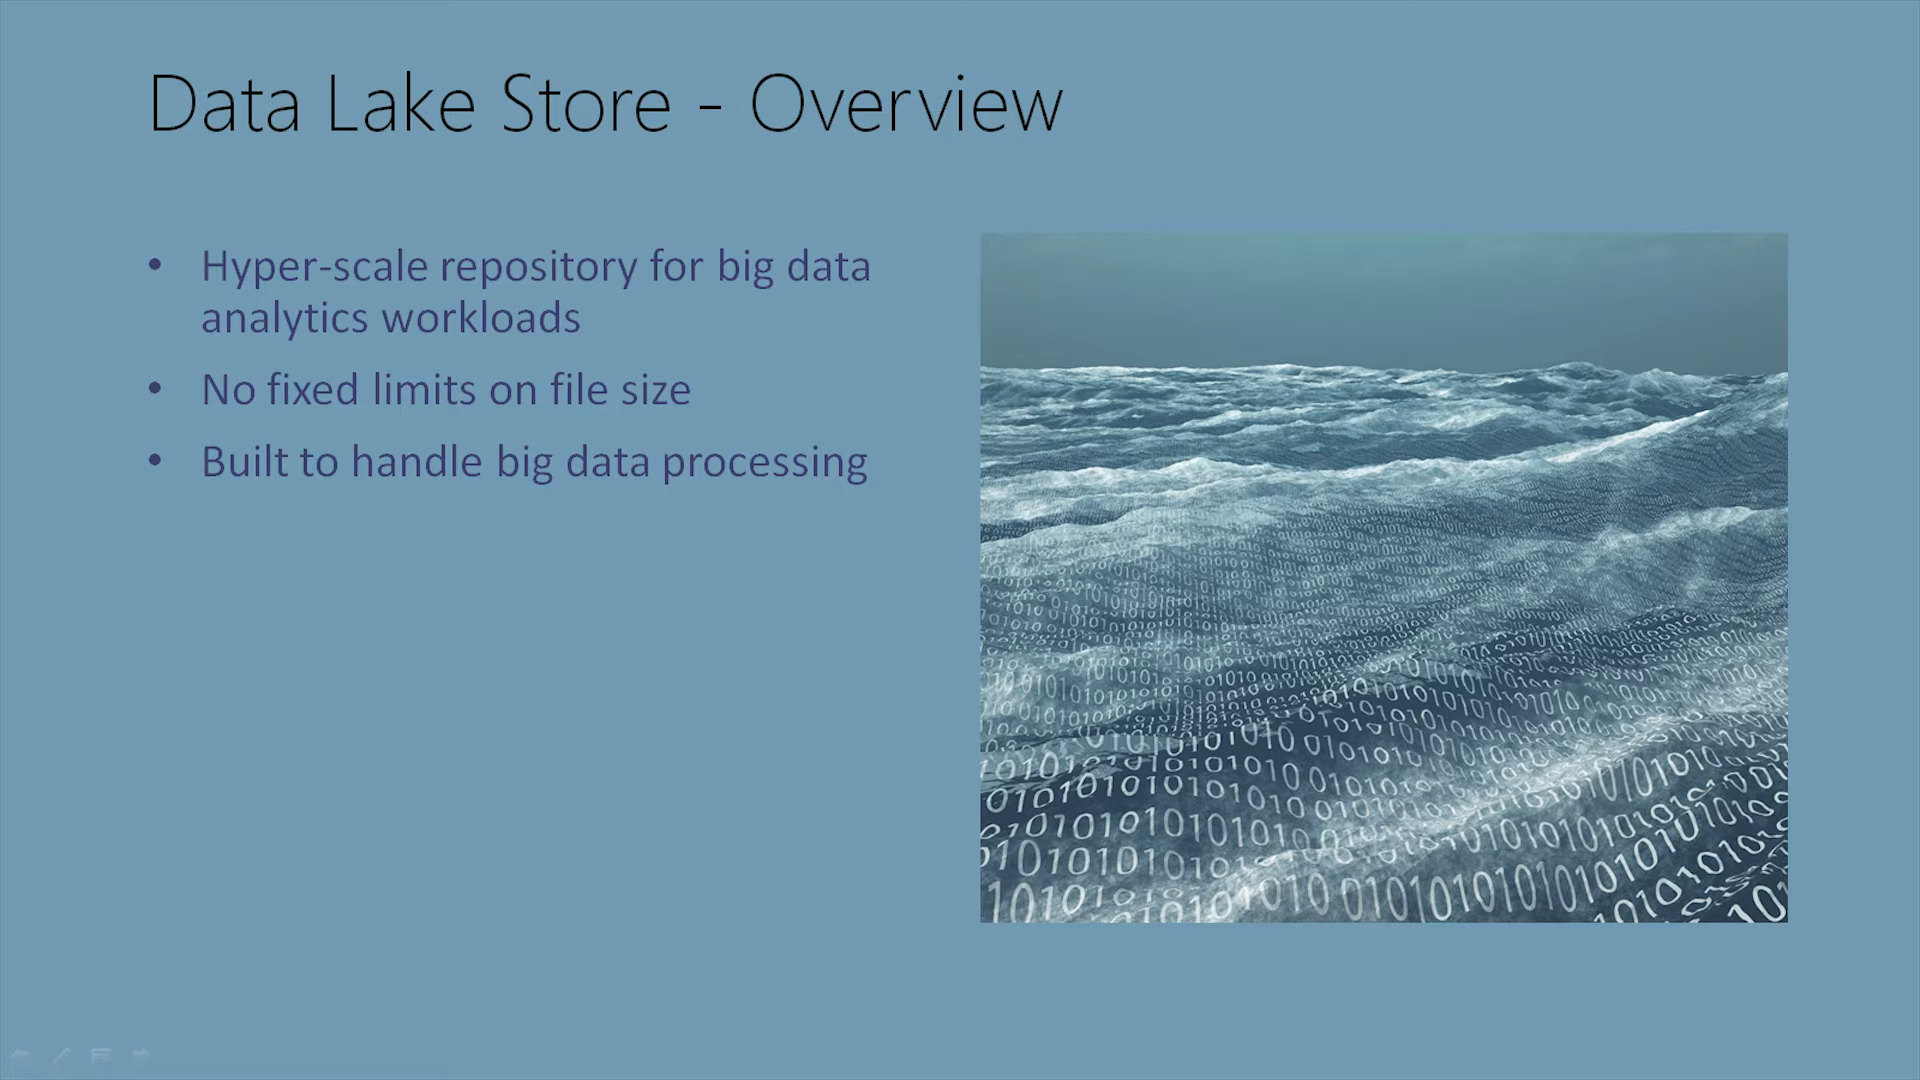 Data Lake Store - Overview
• Hyper-scale repository for big data
analytics workloads
• No fixed limits on file size
• Built to handle big data processing